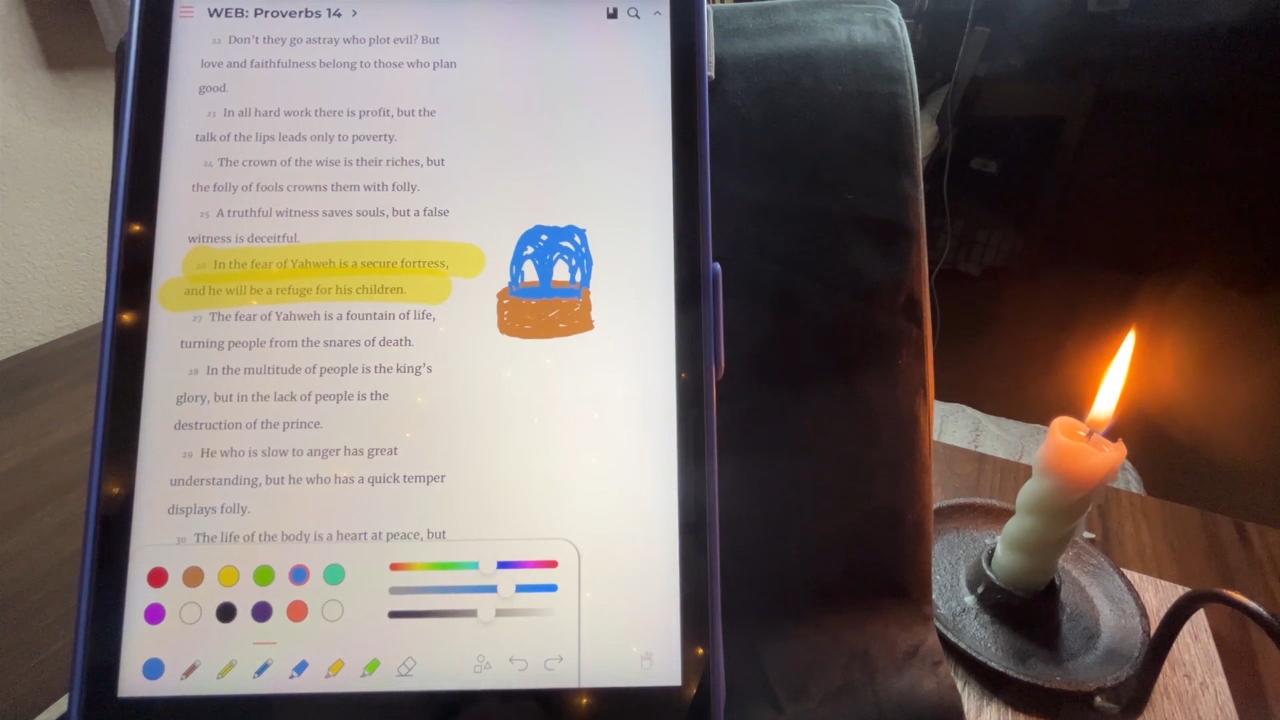 WEB: Proverbs 14
22 Don't they go astray who plot evil? But
love and faithfulness belong to those who plan
good.
23 In all hard work there is profit, but the
talk of the lips leads only to poverty.
24 The crown of the wise is their riches, but
the folly of fools crowns them with folly.
25 A truthful witness saves souls, but a false
witness is deceitful.
26 In the fear of Yahweh is a secure fortress,
and he will be a refuge for his children.
27 The fear of Yahweh is a fountain of life,
turning people from the snares of death.
28 In the multitude of people is the king's
glory, but in the lack of people is the
destruction of the prince.
29 He who is slow to anger has great
understanding, but he who has a quick temper
displays folly.
30 The life of the body is a heart at peace, but